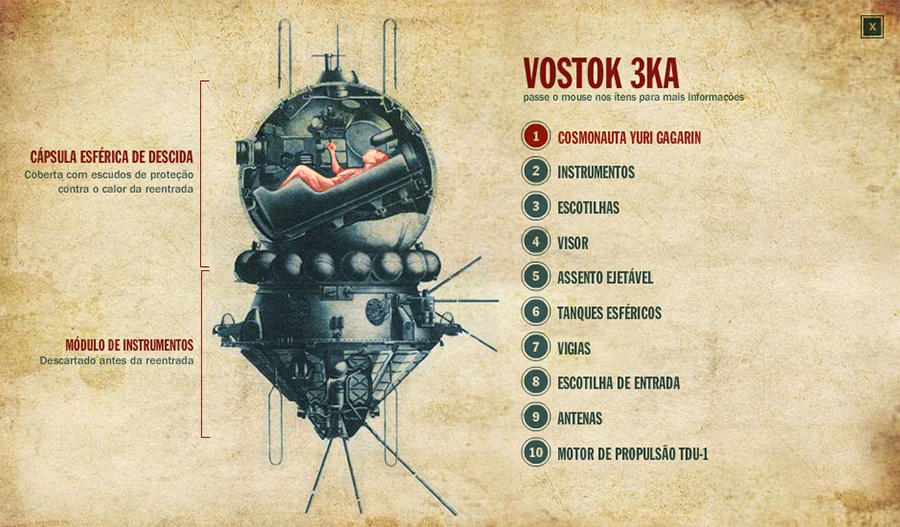 X
VOSTOK 3KA
passe o mouse nos itens para mais informações
1 COSMONAUTA YURI GAGARIN
2 INSTRUMENTOS
3 ESCOTILHAS
4 VISOR
5 ASSENTO EJETÁVEL
6 TANQUES ESFÉRICOS
7 VIGIAS
8 ESCOTILHA DE ENTRADA
9 ANTENAS
10 MOTOR DE PROPULSÃO TDU-1
CÁPSULA ESFÉRICA DE DESCIDA
Coberta com escudos de proteção
contra o calor da reentrada
MÓDULO DE INSTRUMENTOS
Descartado antes da reentrada